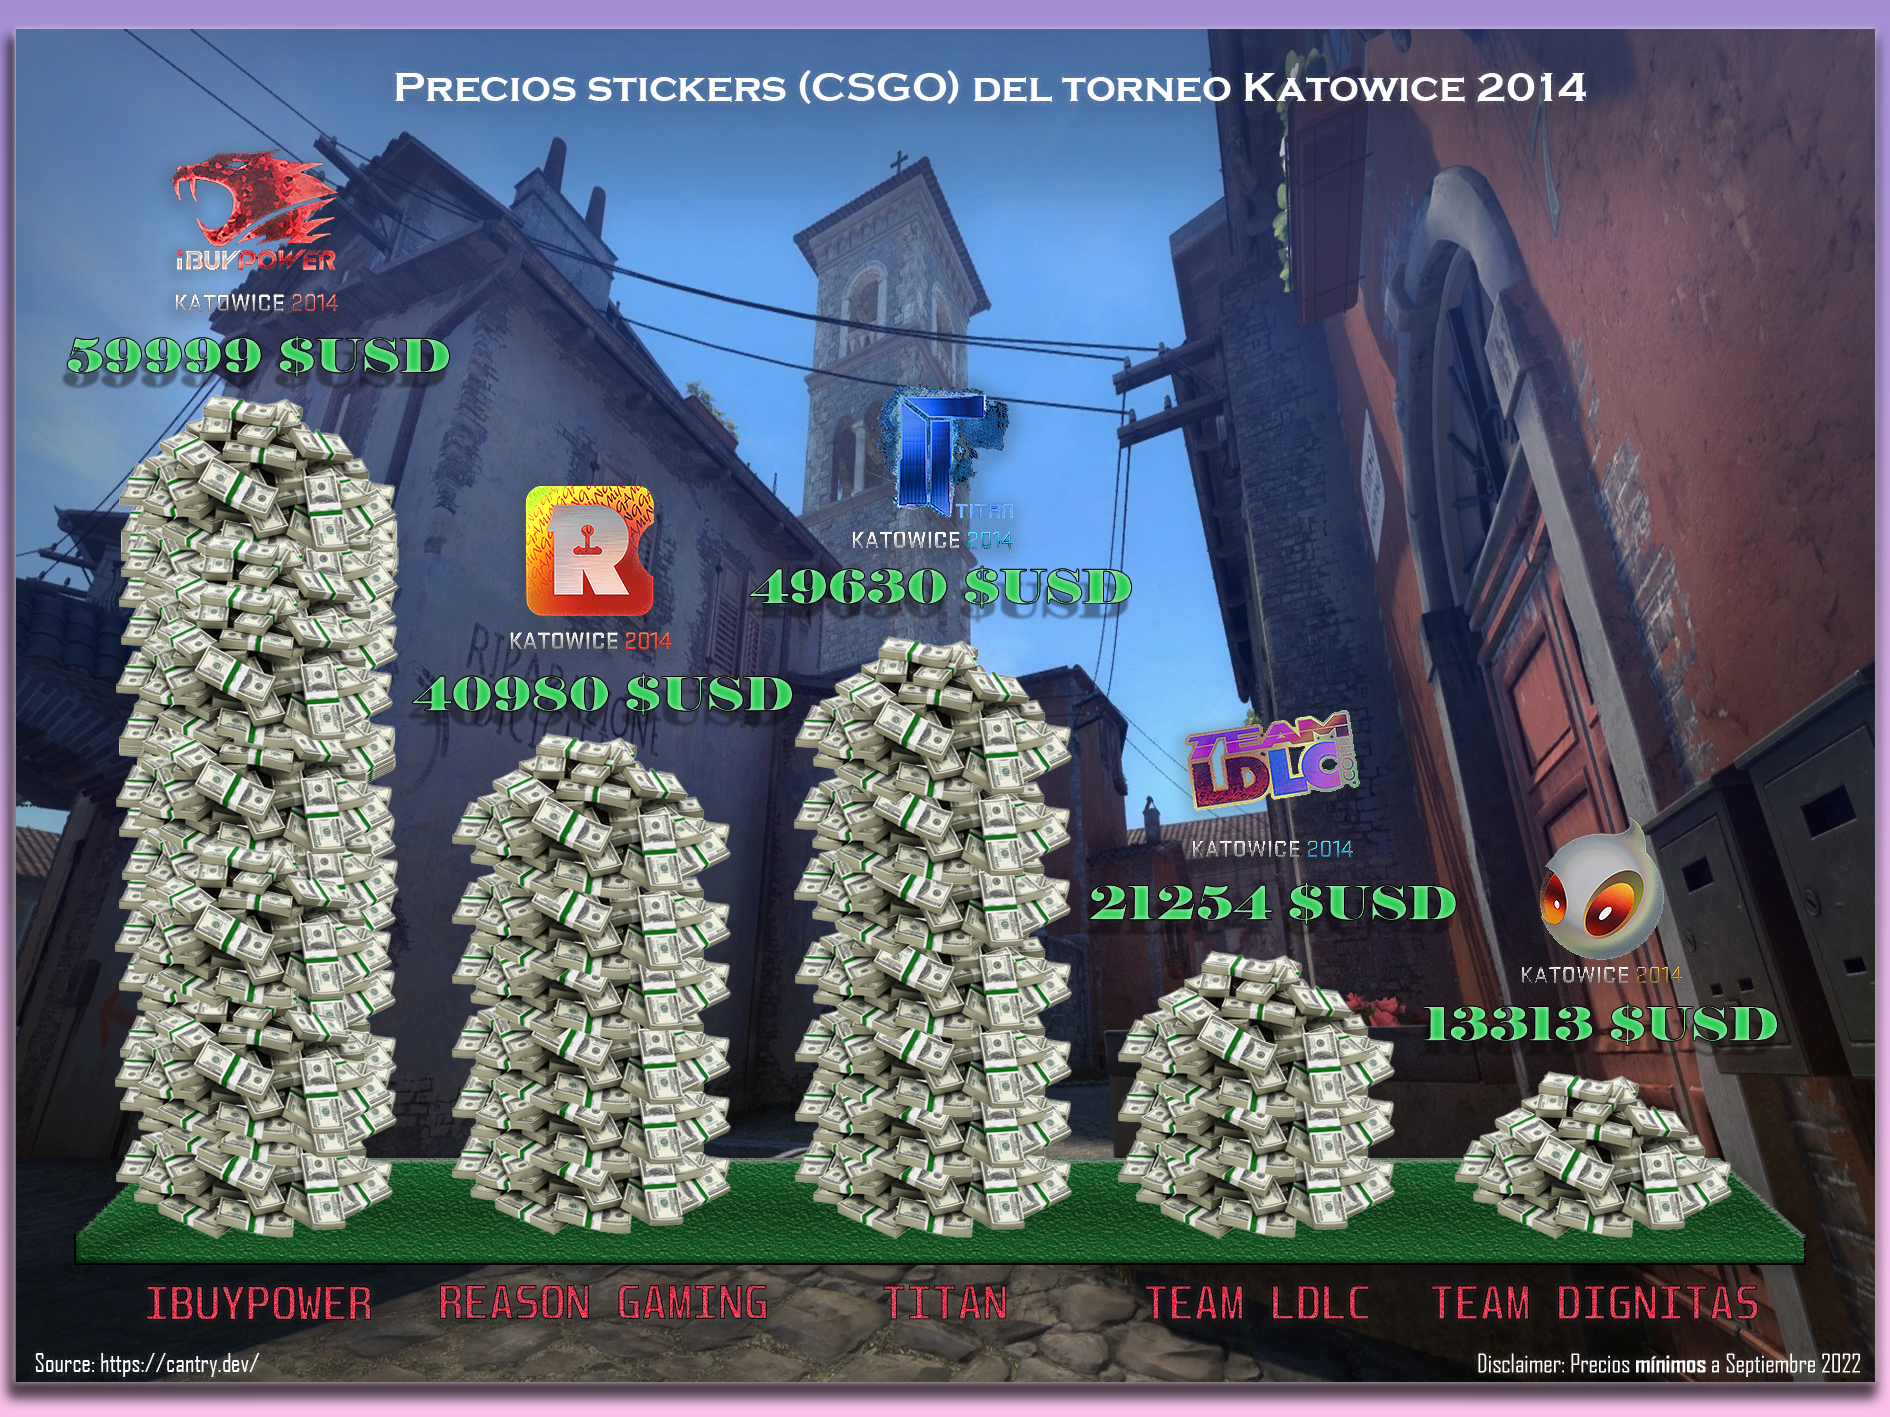 PRECIOS STICKERS (CSGO) DEL TORNEO KATOWICE 2014
iBUYPOWER
KATOWICE 2014
59999 $USD
R
KATOWICE 2014
40980 $USD
TITAN
KATOWICE 2014
49630 $USD
TEAM
LDLC.com
KATOWICE 2014
21254 $USD
KATOWICE 2014
13313 $USD
IBUYPOWER
REASON GAMING
TITAN
TEAM LDLC
TEAM DIGNITAS
Source: https://cantry.dev/
Disclaimer: Precios mínimos a Septiembre 2022